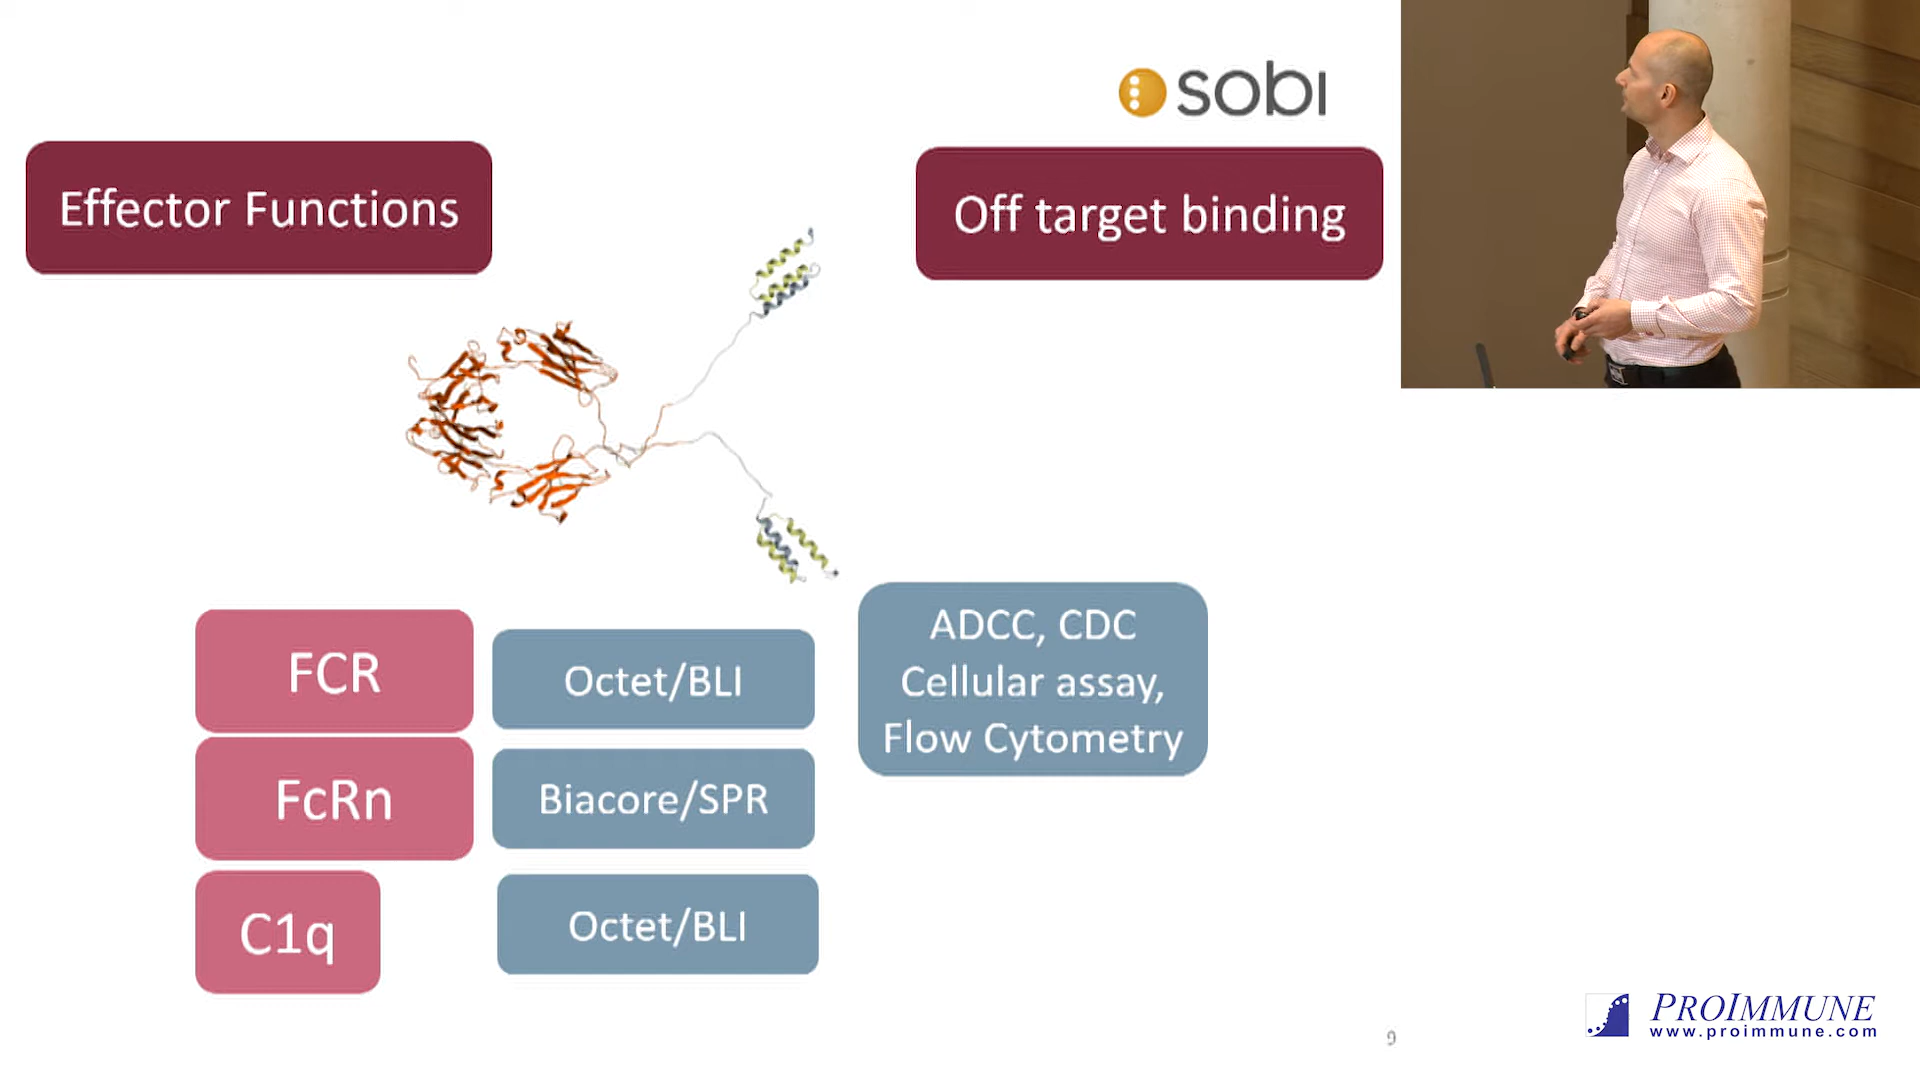 sobi
Effector Functions
Off target binding
FCR
Octet/BLI
ADCC, CDC
Cellular assay,
Flow Cytometry
FcRn
Biacore/SPR
C1q
Octet/BLI
9
PROIMMUNE
www.proimmune.com